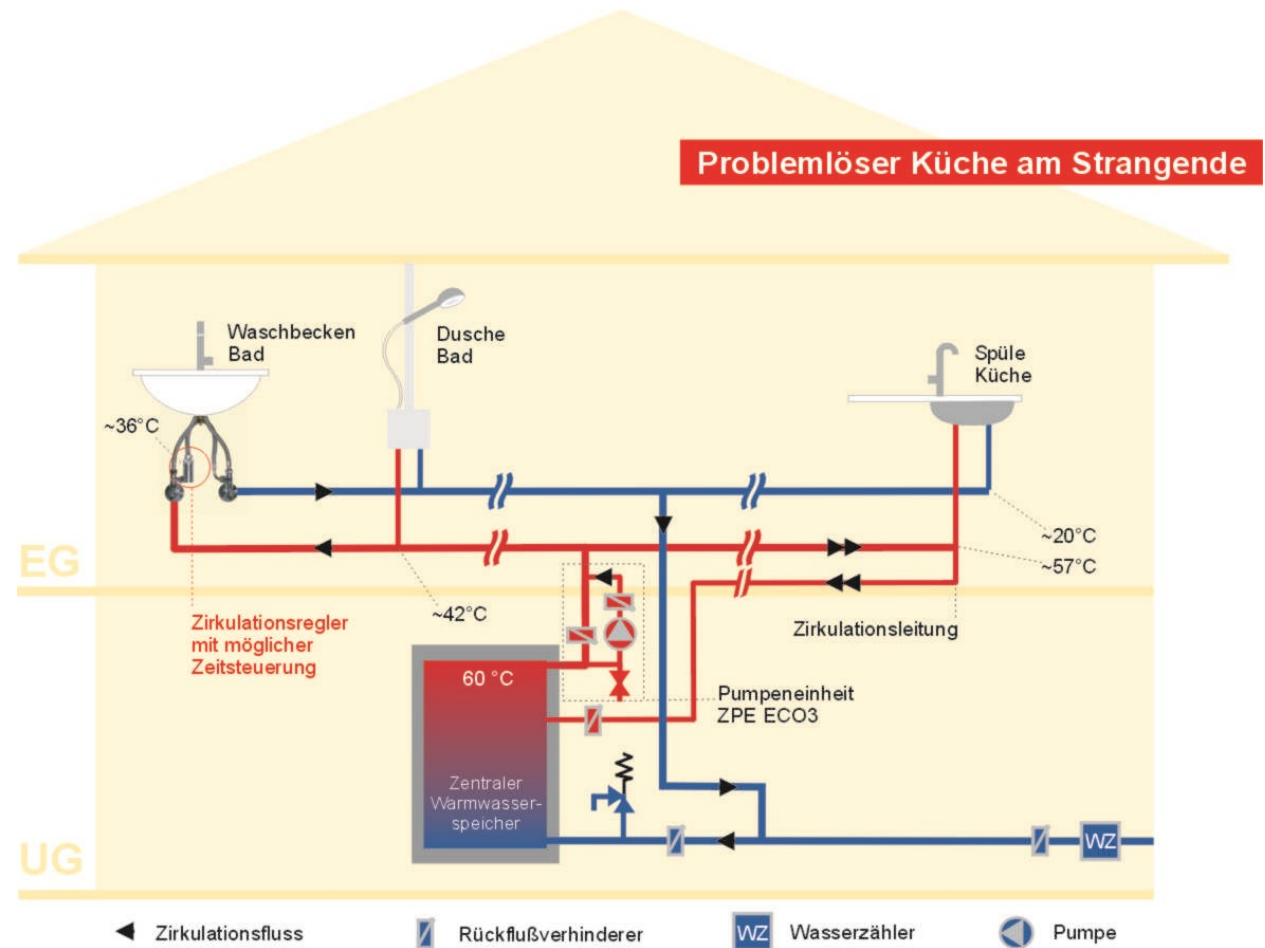 Problemlöser Küche am Strangende
Waschbecken
Bad
Dusche
Bad
Spüle
Küche
~36°C
~20°C
~57°C
EG
~42°C
Zirkulationsleitung
Zirkulationsregler
mit möglicher
Zeitsteuerung
60 °C
Pumpeneinheit
ZPE ECO3
Zentraler
Warmwasser-
speicher
WZ
UG
Zirkulationsfluss
Rückflußverhinderer
WZ
Wasserzähler
Pumpe